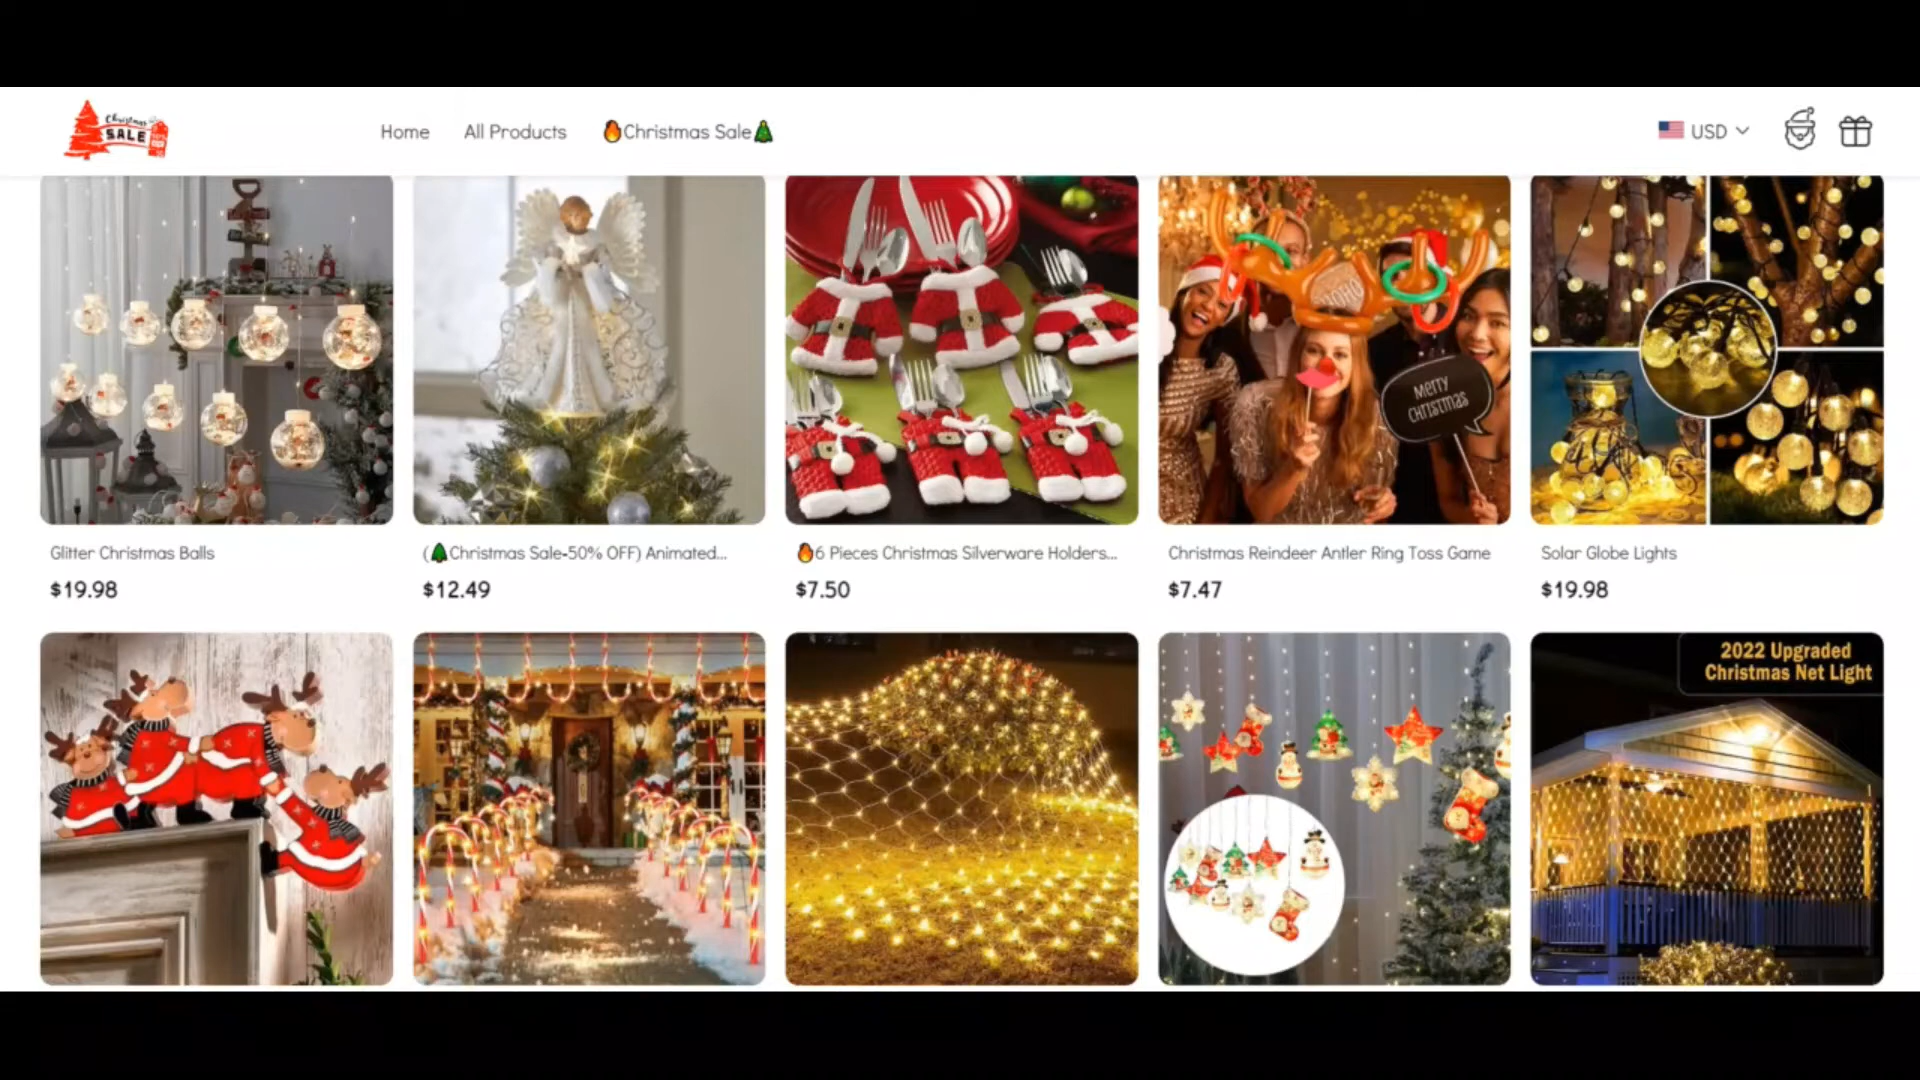 Christmas
SALE
Home
All Products
🔥Christmas Sale🎄
USD
HOHO
MERRY
CHRISTMAS
Glitter Christmas Balls
(🎄Christmas Sale-50% OFF) Animated...
🔥6 Pieces Christmas Silverware Holders...
Christmas Reindeer Antler Ring Toss Game
Solar Globe Lights
$19.98
$12.49
$7.50
$7.47
$19.98
2022 Upgraded
Christmas Net Light